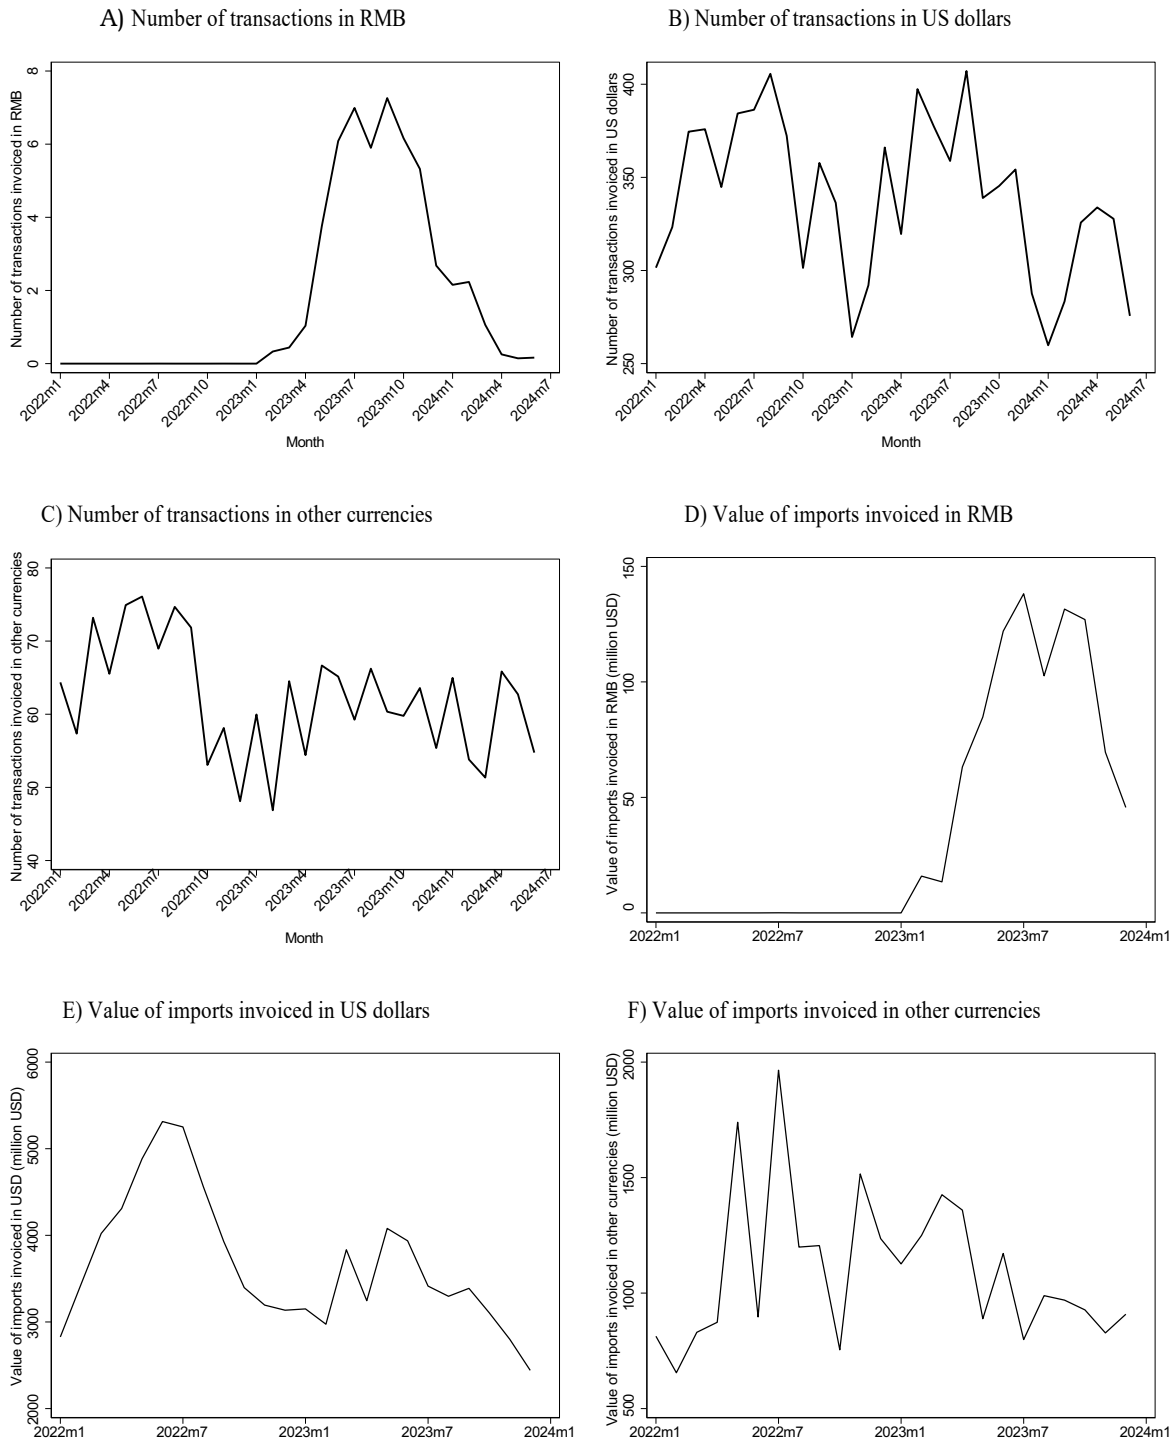 A) Number of transactions in RMB
Number of transactions invoiced in RMB
8
6
4
2
0
2022m1
2022m4
2022m7
2022m10
2023m1
2023m4
2023m7
2023m10
2024m1
2024m4
2024m7
Month
B) Number of transactions in US dollars
Number of transactions invoiced in US dollars
400
350
300
250
2022m1
2022m4
2022m7
2022m10
2023m1
2023m4
2023m7
2023m10
2024m1
2024m4
2024m7
Month
C) Number of transactions in other currencies
Number of transactions invoiced in other currencies
80
70
60
50
40
2022m1
2022m4
2022m7
2022m10
2023m1
2023m4
2023m7
2023m10
2024m1
2024m4
2024m7
Month
D) Value of imports invoiced in RMB
Value of imports invoiced in RMB (million USD)
150
100
50
0
2022m1
2022m7
2023m1
2023m7
2024m1
E) Value of imports invoiced in US dollars
Value of imports invoiced in USD (million USD)
6000
5000
4000
3000
2000
2022m1
2022m7
2023m1
2023m7
2024m1
F) Value of imports invoiced in other currencies
Value of imports invoiced in other currencies (million USD)
2000
1500
1000
500
2022m1
2022m7
2023m1
2023m7
2024m1